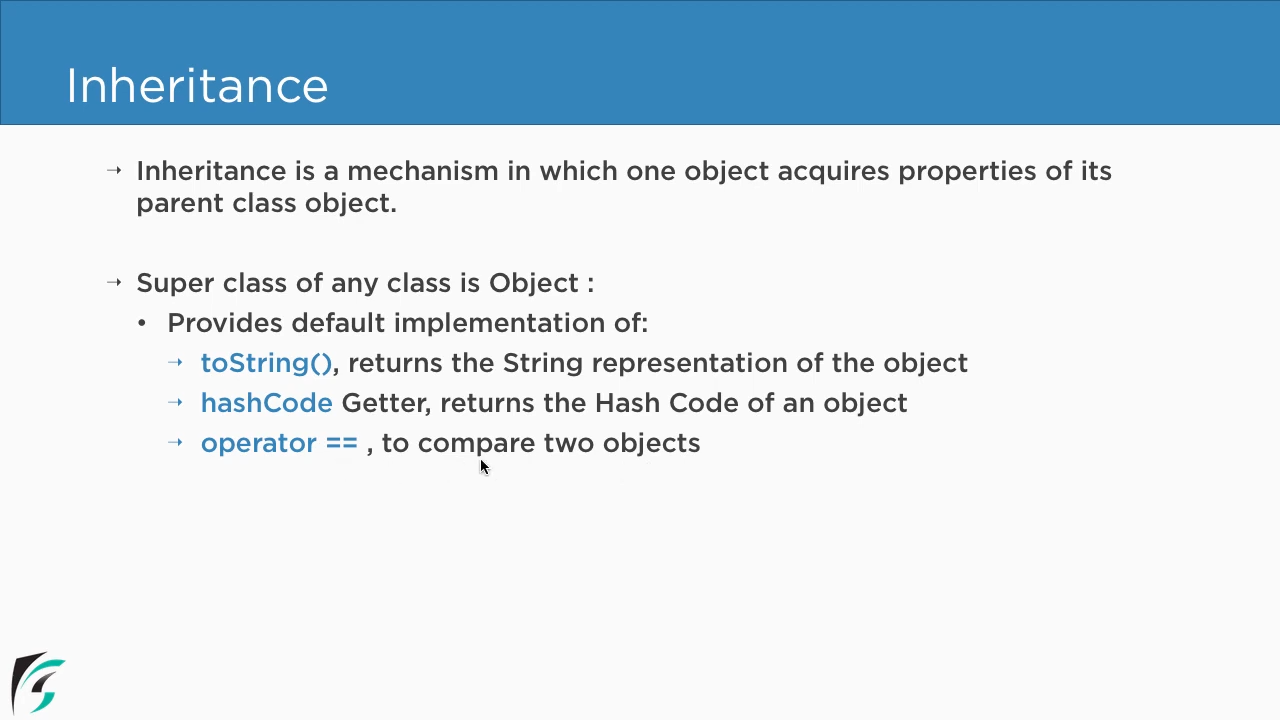 Inheritance
→ Inheritance is a mechanism in which one object acquires properties of its
parent class object.
→ Super class of any class is Object :
• Provides default implementation of:
→ toString(), returns the String representation of the object
→ hashCode Getter, returns the Hash Code of an object
→ operator == , to compare two objects